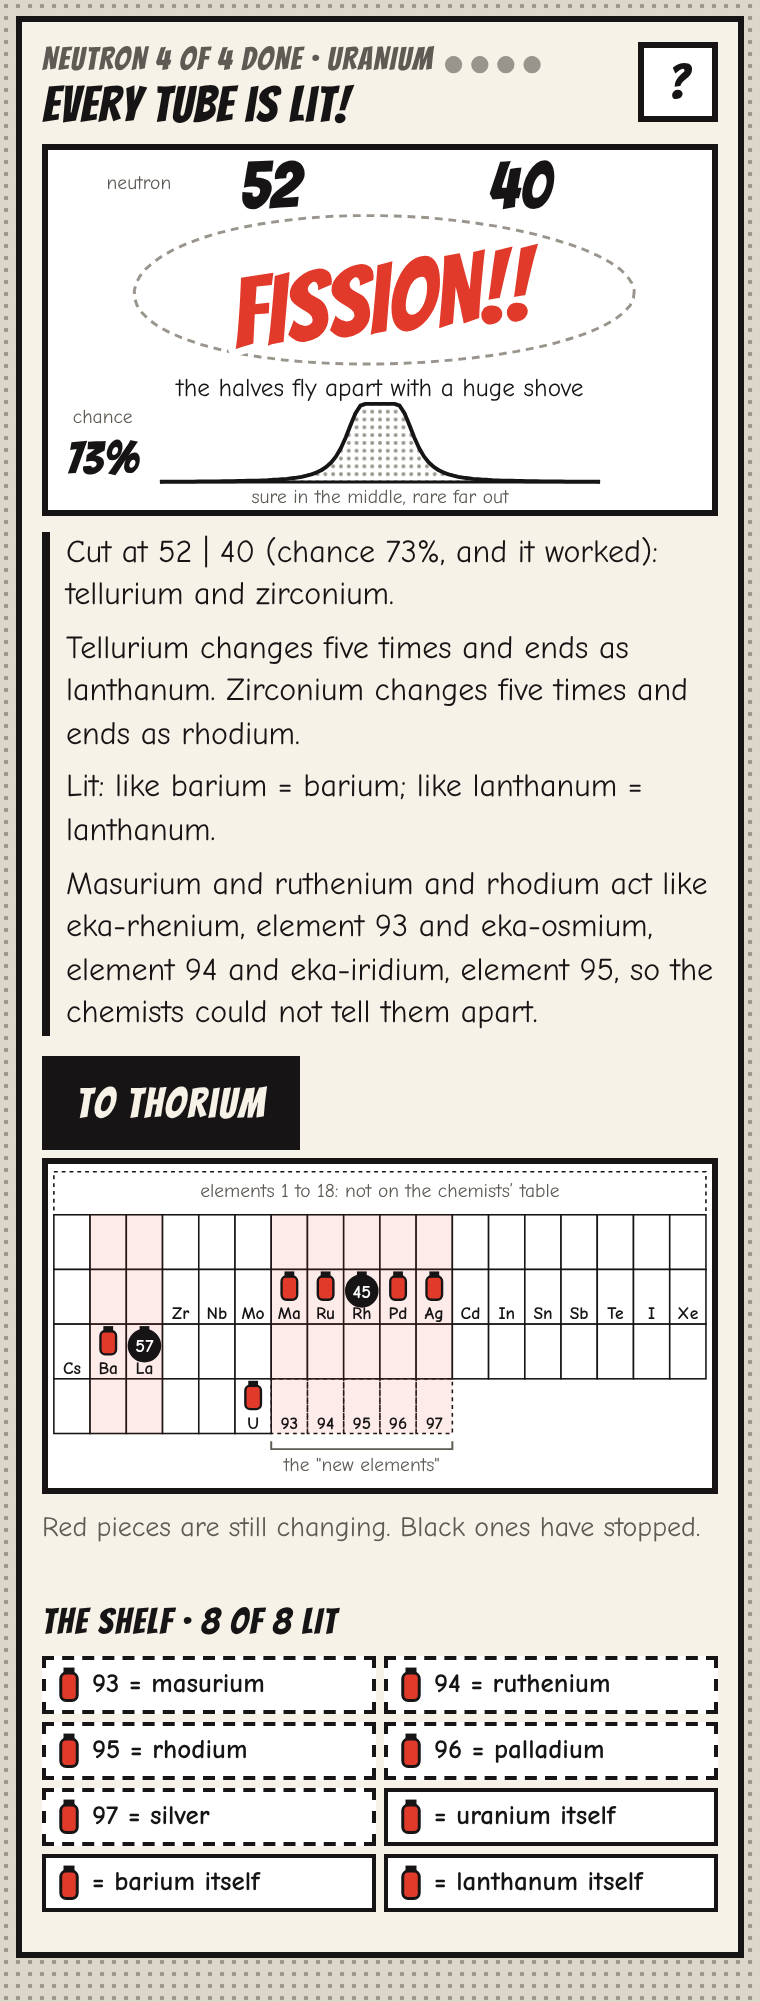 NEUTRON 4 OF 4 DONE · URANIUM
EVERY TUBE IS LIT!
?
neutron
52
40
FISSION!!
the halves fly apart with a huge shove
chance
73%
sure in the middle, rare far out
Cut at 52 | 40 (chance 73%, and it worked):
tellurium and zirconium.
Tellurium changes five times and ends as
lanthanum. Zirconium changes five times and
ends as rhodium.
Lit: like barium = barium; like lanthanum =
lanthanum.
Masurium and ruthenium and rhodium act like
eka-rhenium, element 93 and eka-osmium,
element 94 and eka-iridium, element 95, so the
chemists could not tell them apart.
TO THORIUM
elements 1 to 18: not on the chemists' table
45
Zr Nb Mo Ma Ru Rh Pd Ag Cd In Sn Sb Te I Xe
57
Cs Ba La
U 93 94 95 96 97
the "new elements"
Red pieces are still changing. Black ones have stopped.
THE SHELF · 8 OF 8 LIT
93 = masurium
94 = ruthenium
95 = rhodium
96 = palladium
97 = silver
= uranium itself
= barium itself
= lanthanum itself